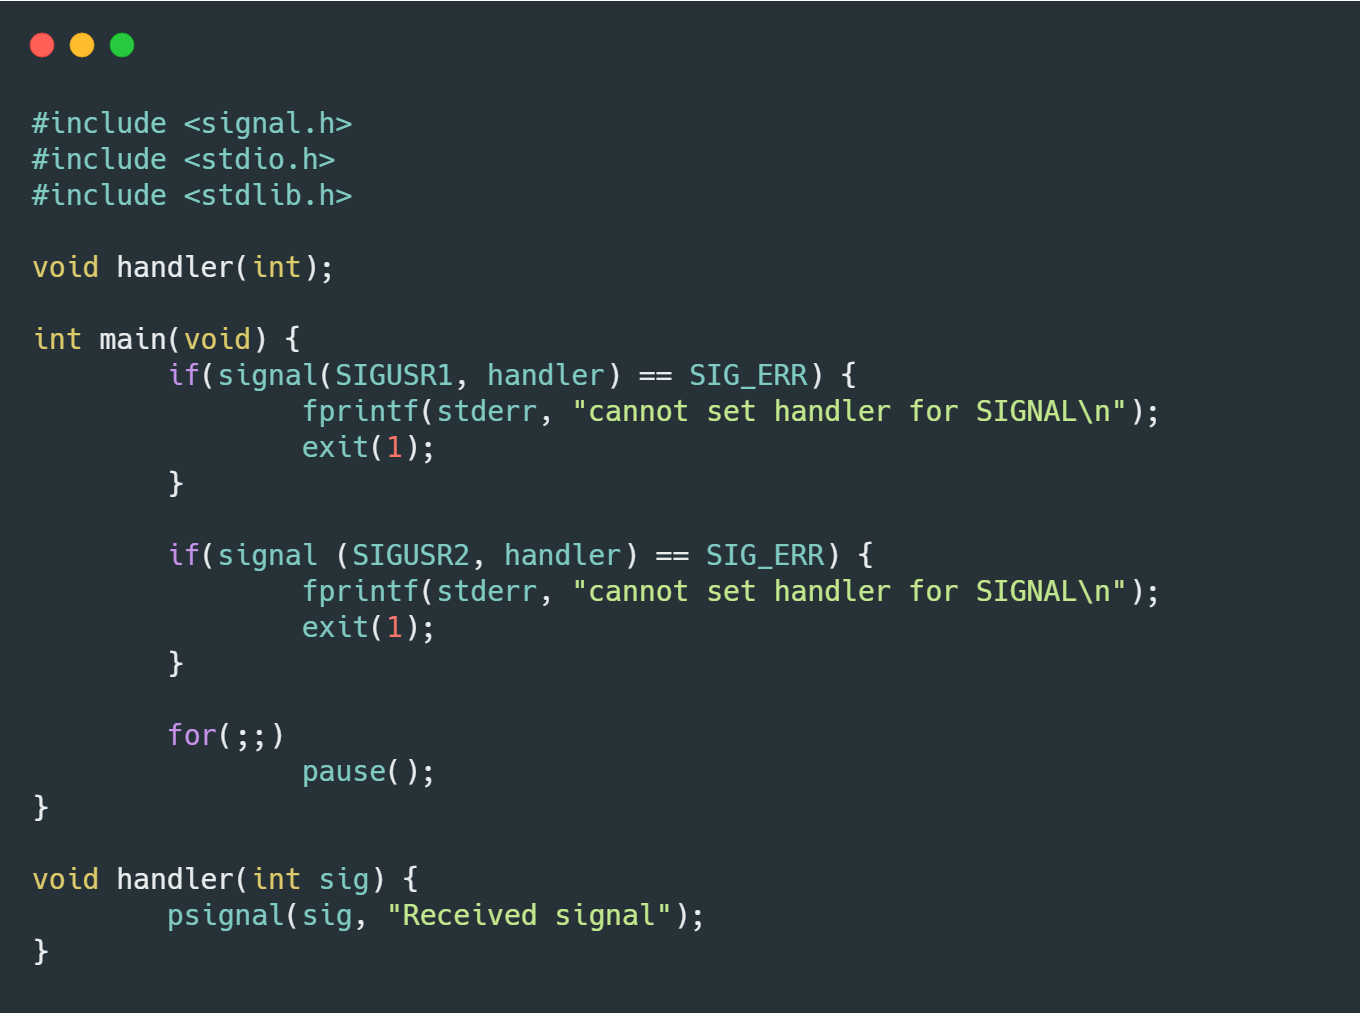 #include <signal.h>
#include <stdio.h>
#include <stdlib.h>

void handler(int);

int main(void) {
        if(signal(SIGUSR1, handler) == SIG_ERR) {
                fprintf(stderr, "cannot set handler for SIGNAL\n");
                exit(1);
        }

        if(signal (SIGUSR2, handler) == SIG_ERR) {
                fprintf(stderr, "cannot set handler for SIGNAL\n");
                exit(1);
        }

        for(;;)
                pause();
}

void handler(int sig) {
        psignal(sig, "Received signal");
}